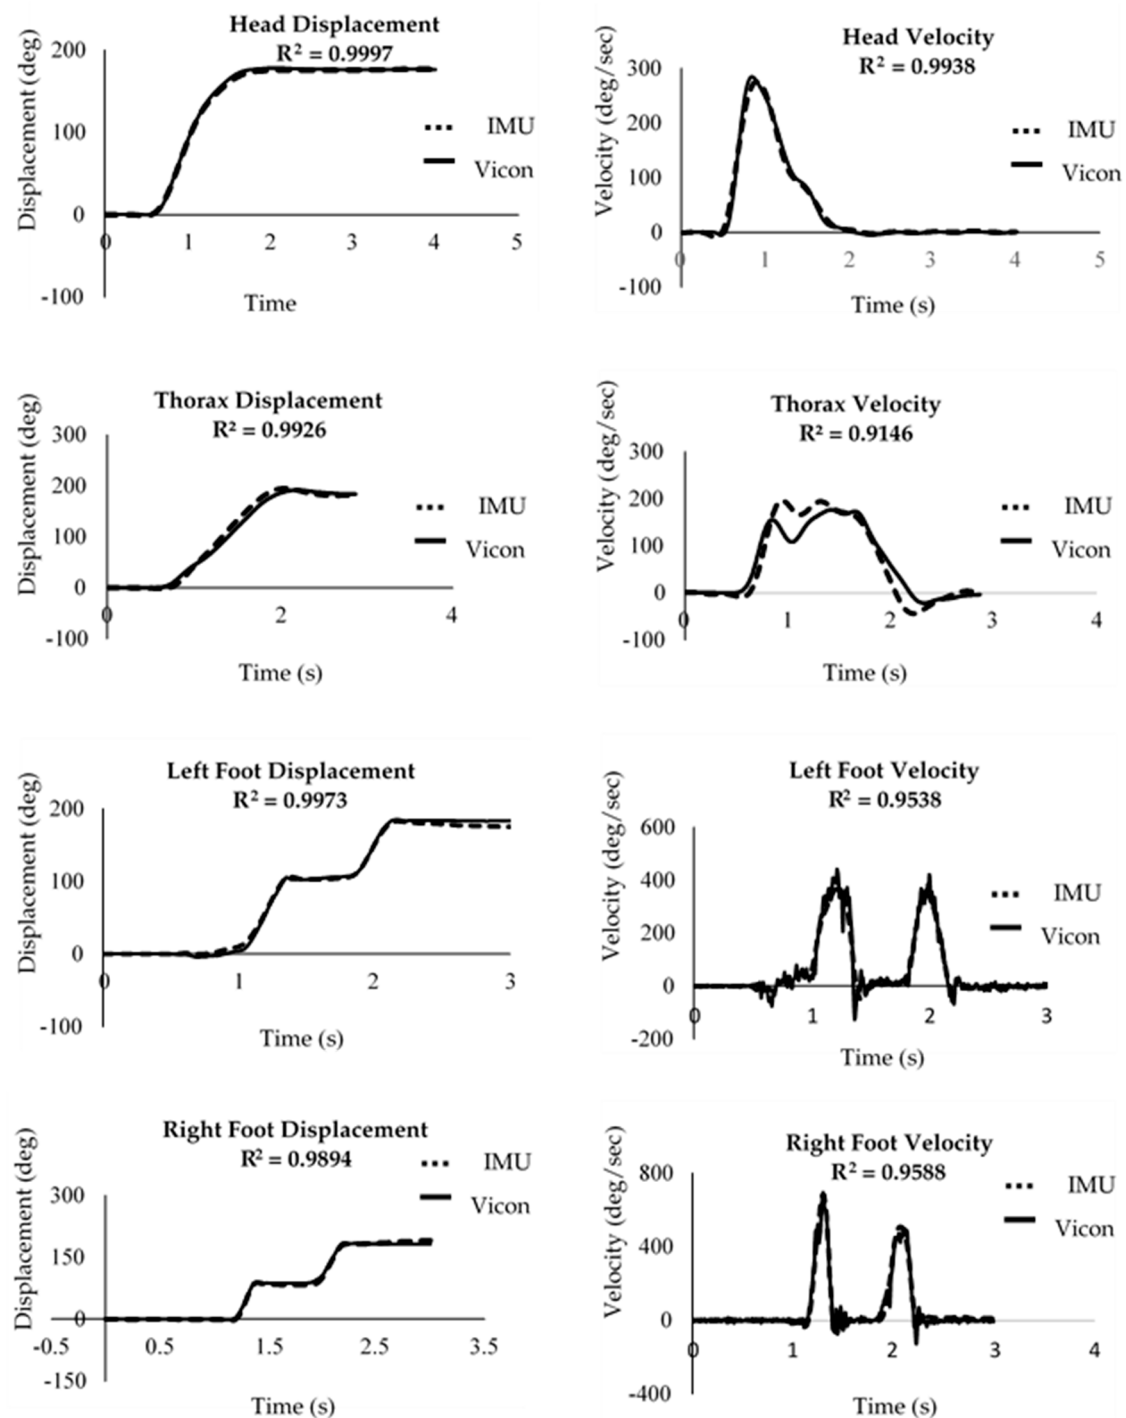 Head Displacement
R² = 0.9997
Displacement (deg)
200
100
0
-100
0 1 2 3 4 5
Time
IMU
Vicon
Head Velocity
R² = 0.9938
Velocity (deg/sec)
300
200
100
0
-100
0 1 2 3 4 5
Time (s)
IMU
Vicon
Thorax Displacement
R² = 0.9926
Displacement (deg)
300
200
100
0
-100
0 2 4
Time (s)
IMU
Vicon
Thorax Velocity
R² = 0.9146
Velocity (deg/sec)
300
200
100
0
-100
0 1 2 3 4
Time (s)
IMU
Vicon
Left Foot Displacement
R² = 0.9973
Displacement (deg)
200
100
0
-100
0 1 2 3
Time (s)
Left Foot Velocity
R² = 0.9538
Velocity (deg/sec)
600
400
200
0
-200
0 1 2 3
Time (s)
IMU
Vicon
Right Foot Displacement
R² = 0.9894
Displacement (deg)
300
150
0
-150
-0.5 0.5 1.5 2.5 3.5
Time (s)
IMU
Vicon
Right Foot Velocity
R² = 0.9588
Velocity (deg/sec)
800
400
0
-400
0 1 2 3 4
Time (s)
IMU
Vicon